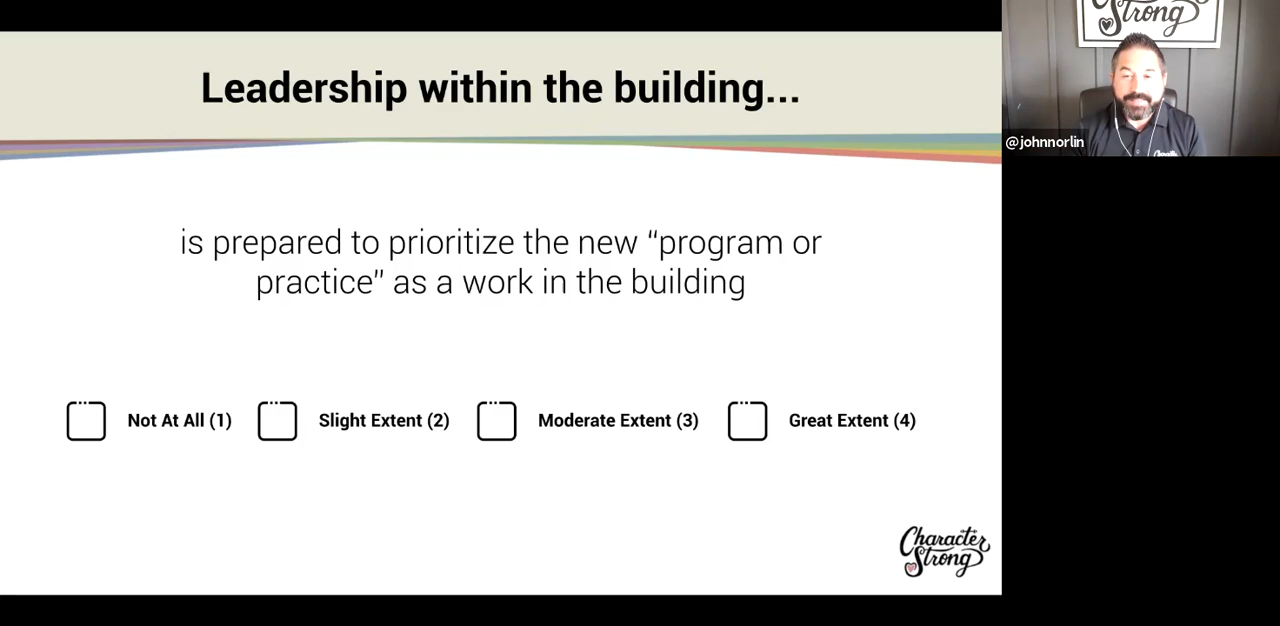 Leadership within the building...
is prepared to prioritize the new “program or
practice” as a work in the building
Not At All (1)
Slight Extent (2)
Moderate Extent (3)
Great Extent (4)
Character
Strong
Strong
@johnnorlin